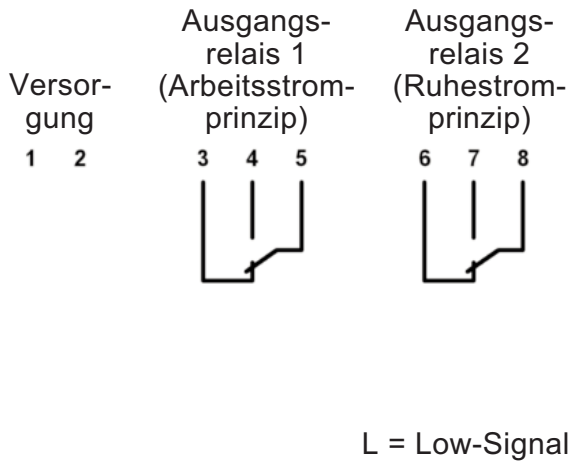 Versor-
gung
Ausgangs-
relais 1
(Arbeitsstrom-
prinzip)
Ausgangs-
relais 2
(Ruhestrom-
prinzip)
1 2 3 4 5 6 7 8
L = Low-Signal